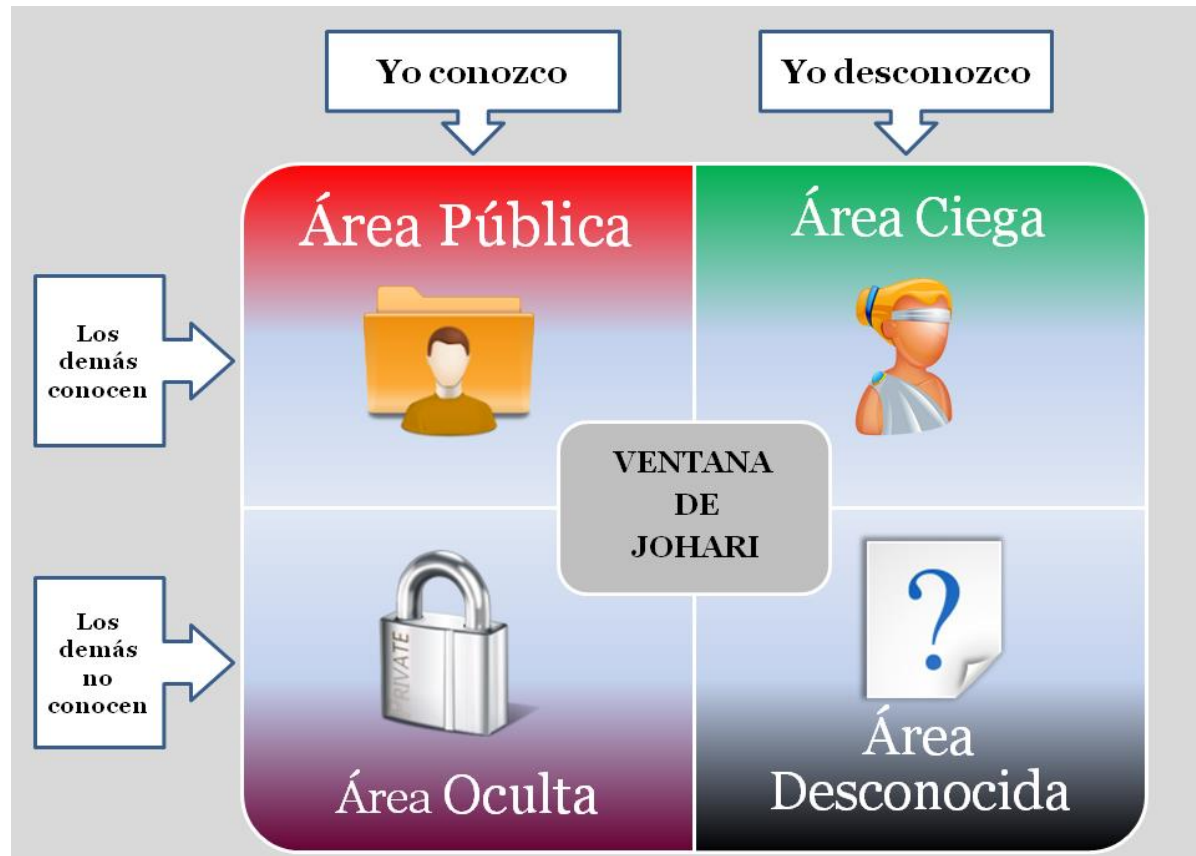 Yo conozco
Yo desconozco
Área Pública
Área Ciega
Los
demás
conocen
VENTANA
DE
JOHARI
Los
demás
no
conocen
PRIVATE
?
Área Oculta
Área
Desconocida